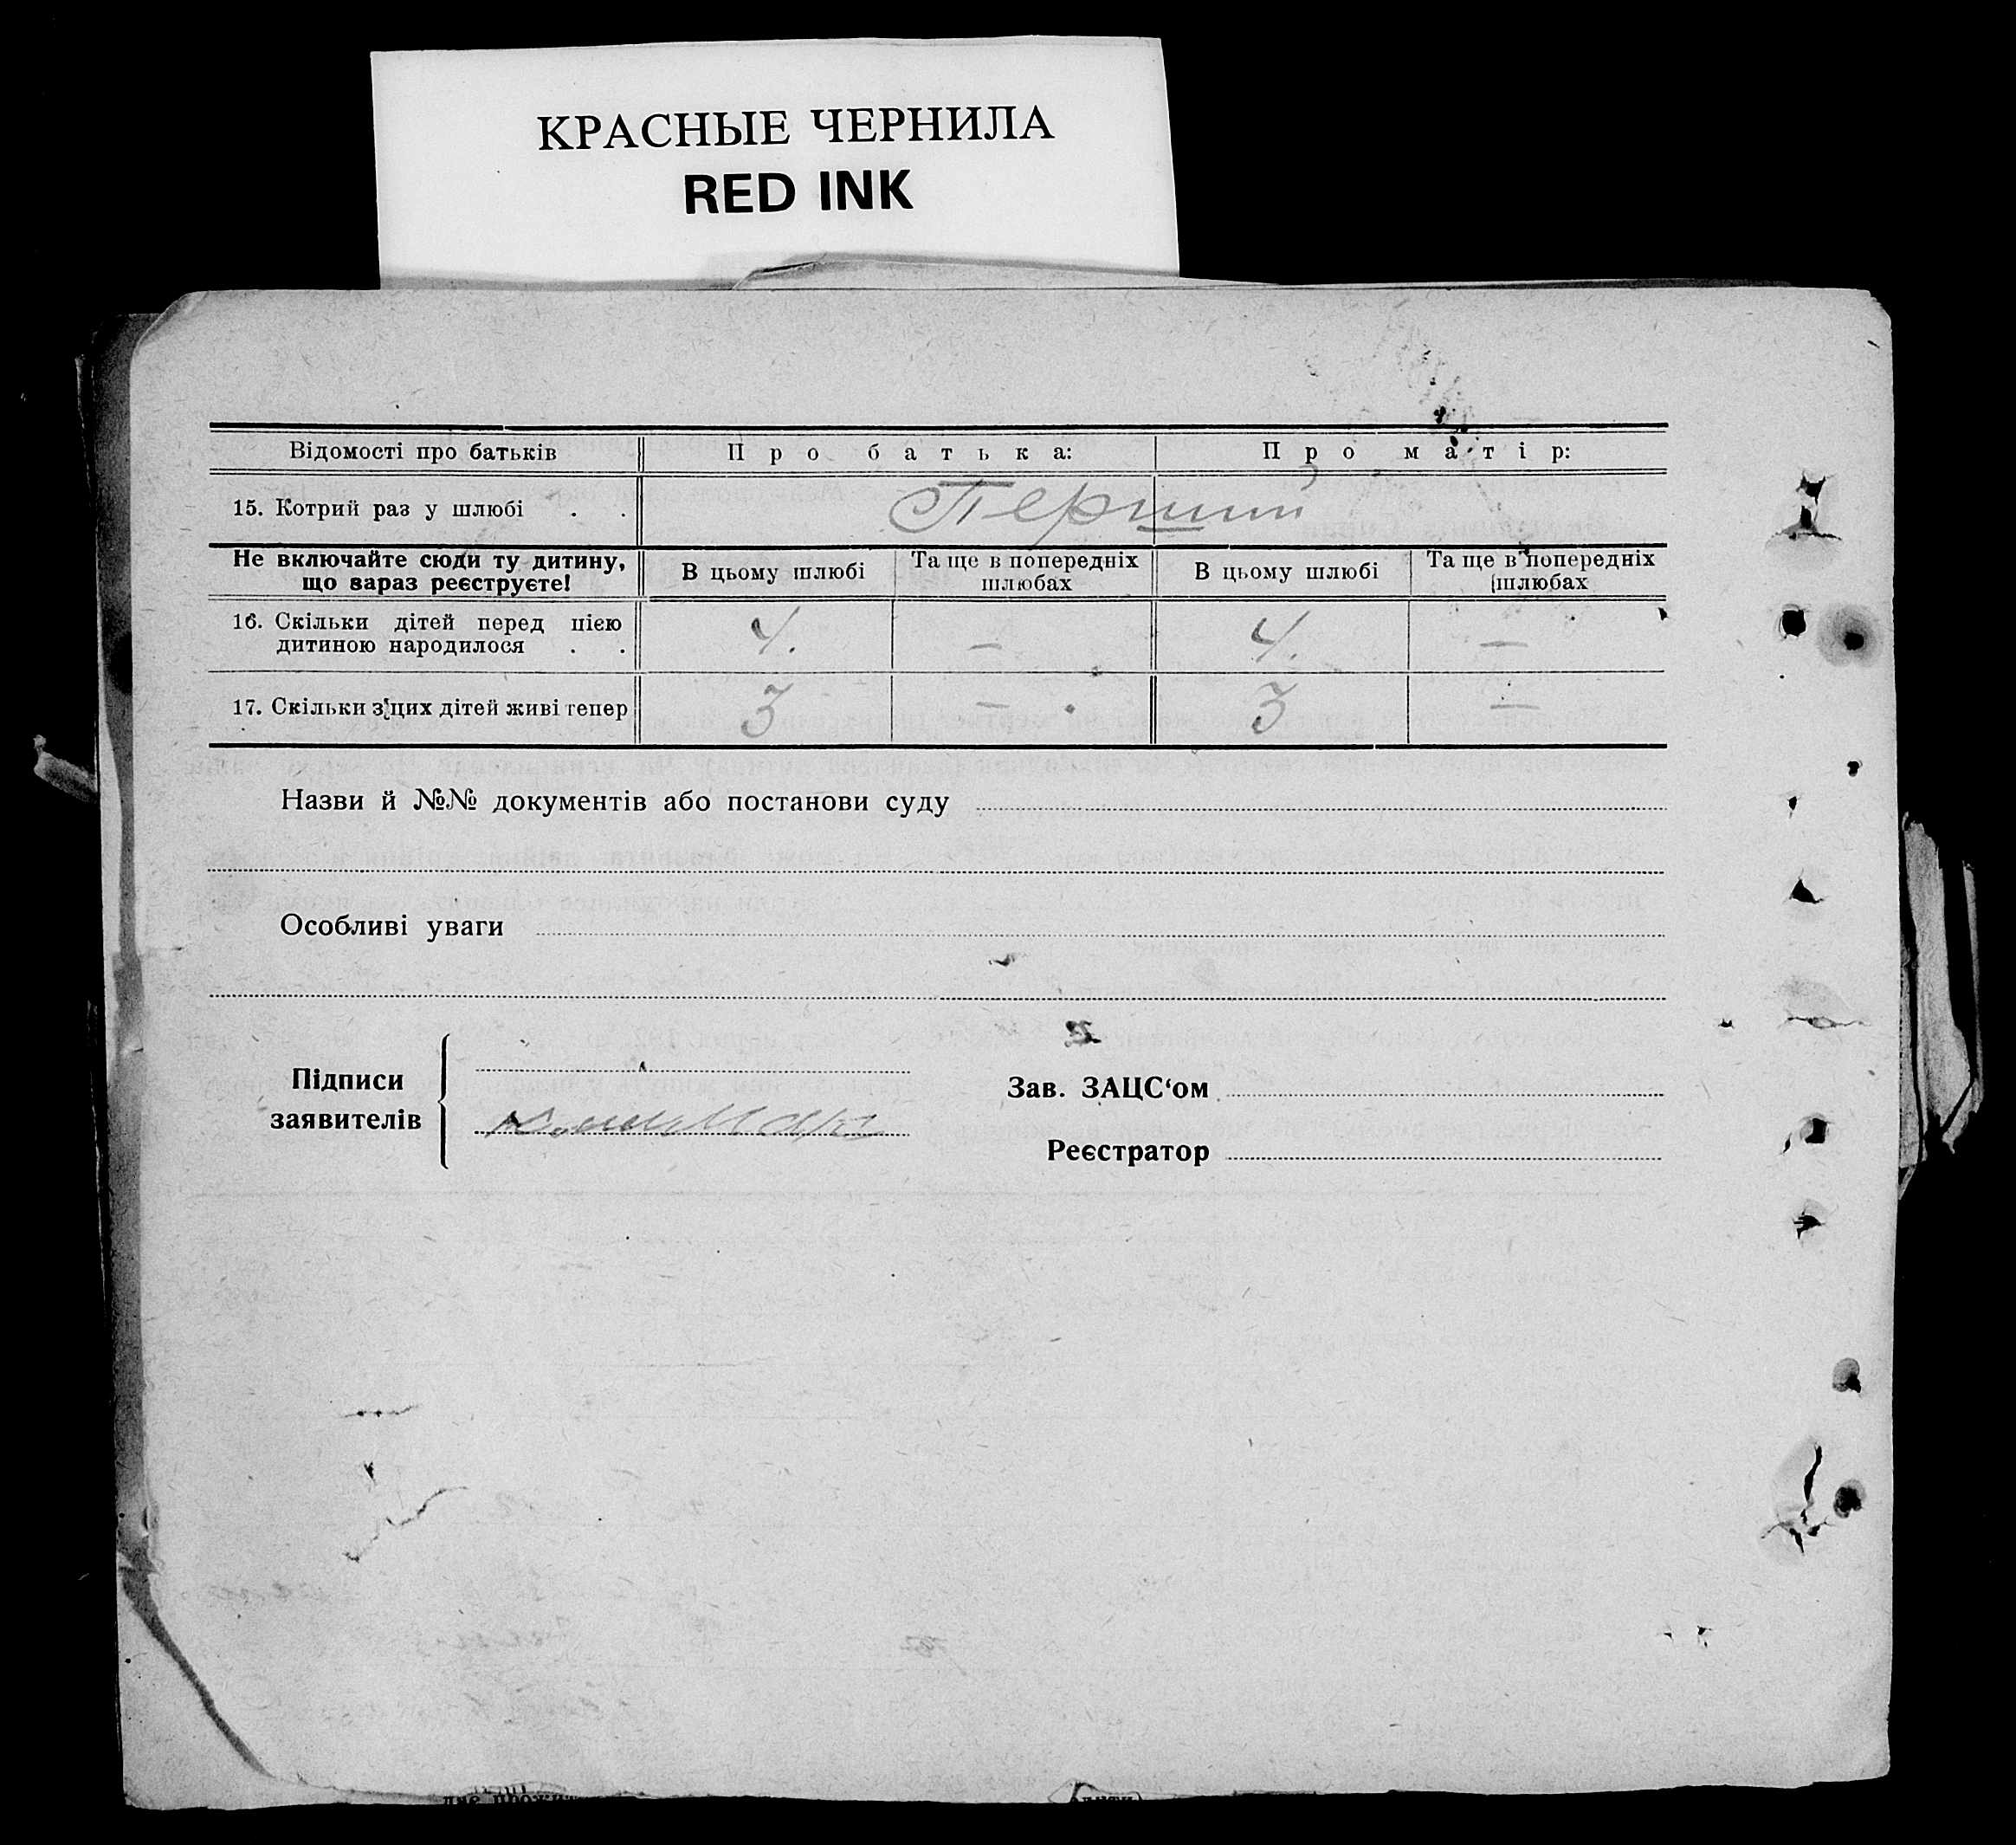 КРАСНЫЕ ЧЕРНИЛА
RED INK
Відомості про батьків Про батька: Про матір:
15. Котрий раз у шлюбі . . Перший
Не включайте сюди ту дитину, що вараз реєструєте! В цьому шлюбі Та ще в попередніх шлюбах В цьому шлюбі Та ще в попередніх шлюбах
16. Скільки дітей перед цією дитиною народилося . . 4. — 4. —
17. Скільки з цих дітей живі тепер 3 — 3 —
Назви й №№ документів або постанови суду
Особливі уваги
Підписи заявителів
Зав. ЗАЦС‘ом
Реєстратор